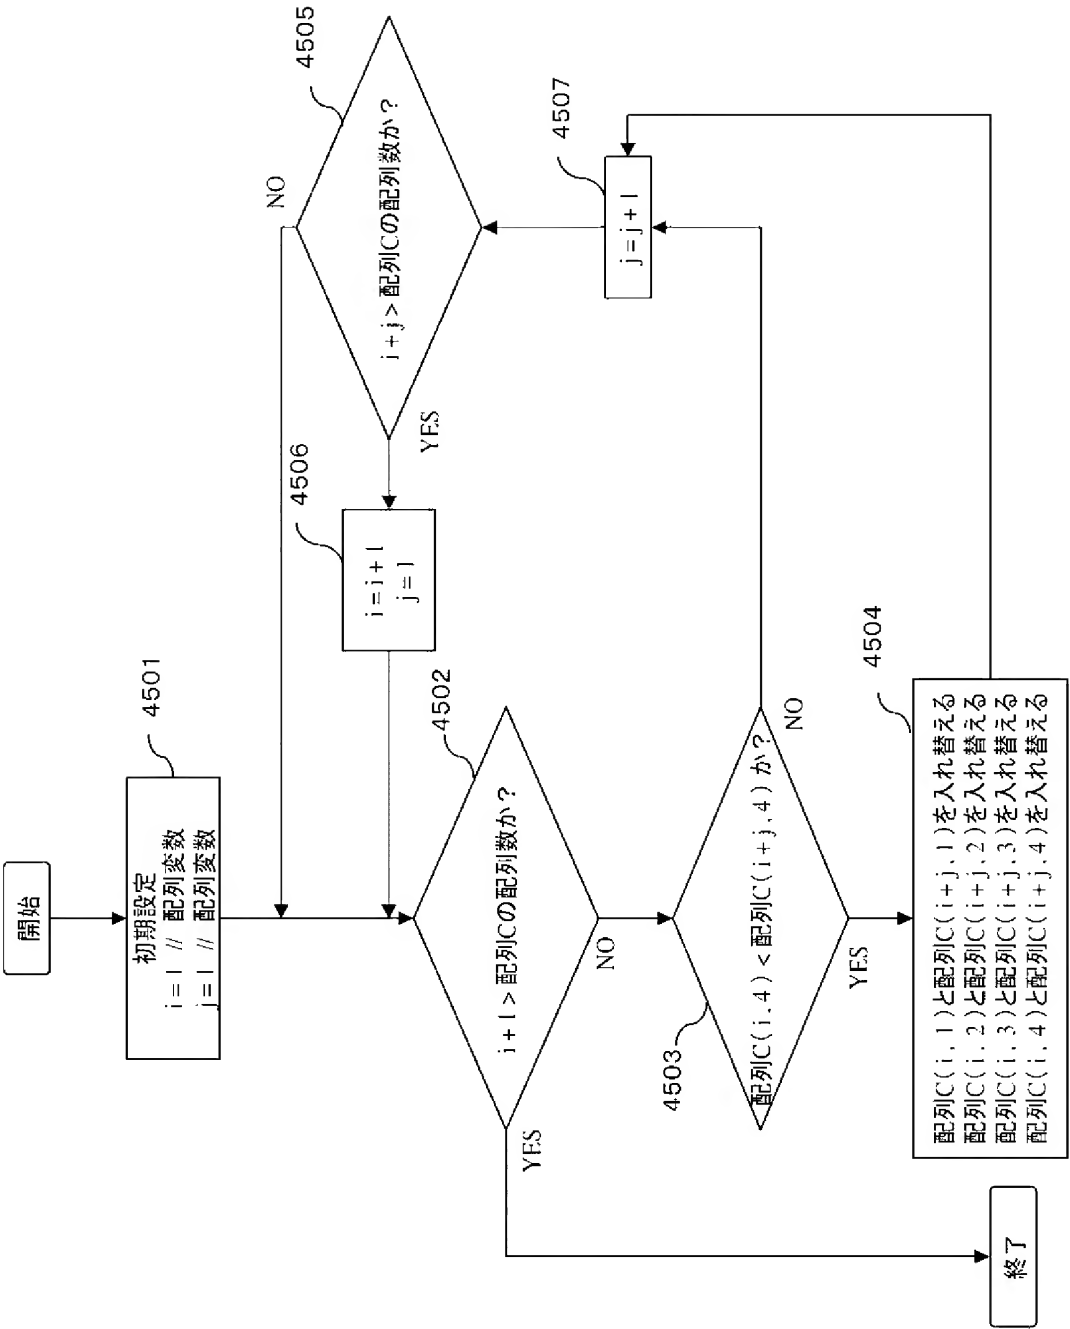 開始
4501
初期設定
i=1 // 配列変数
j=1 // 配列変数
4502
i+1>配列Cの配列数か?
YES
NO
4503
配列C(i,4)<配列C(i+j,4)か?
NO
YES
4504
配列C(i,1)と配列C(i+j,1)を入れ替える
配列C(i,2)と配列C(i+j,2)を入れ替える
配列C(i,3)と配列C(i+j,3)を入れ替える
配列C(i,4)と配列C(i+j,4)を入れ替える
4505
i+j>配列Cの配列数か?
NO
YES
4506
i=i+1
j=1
4507
j=j+1
終了